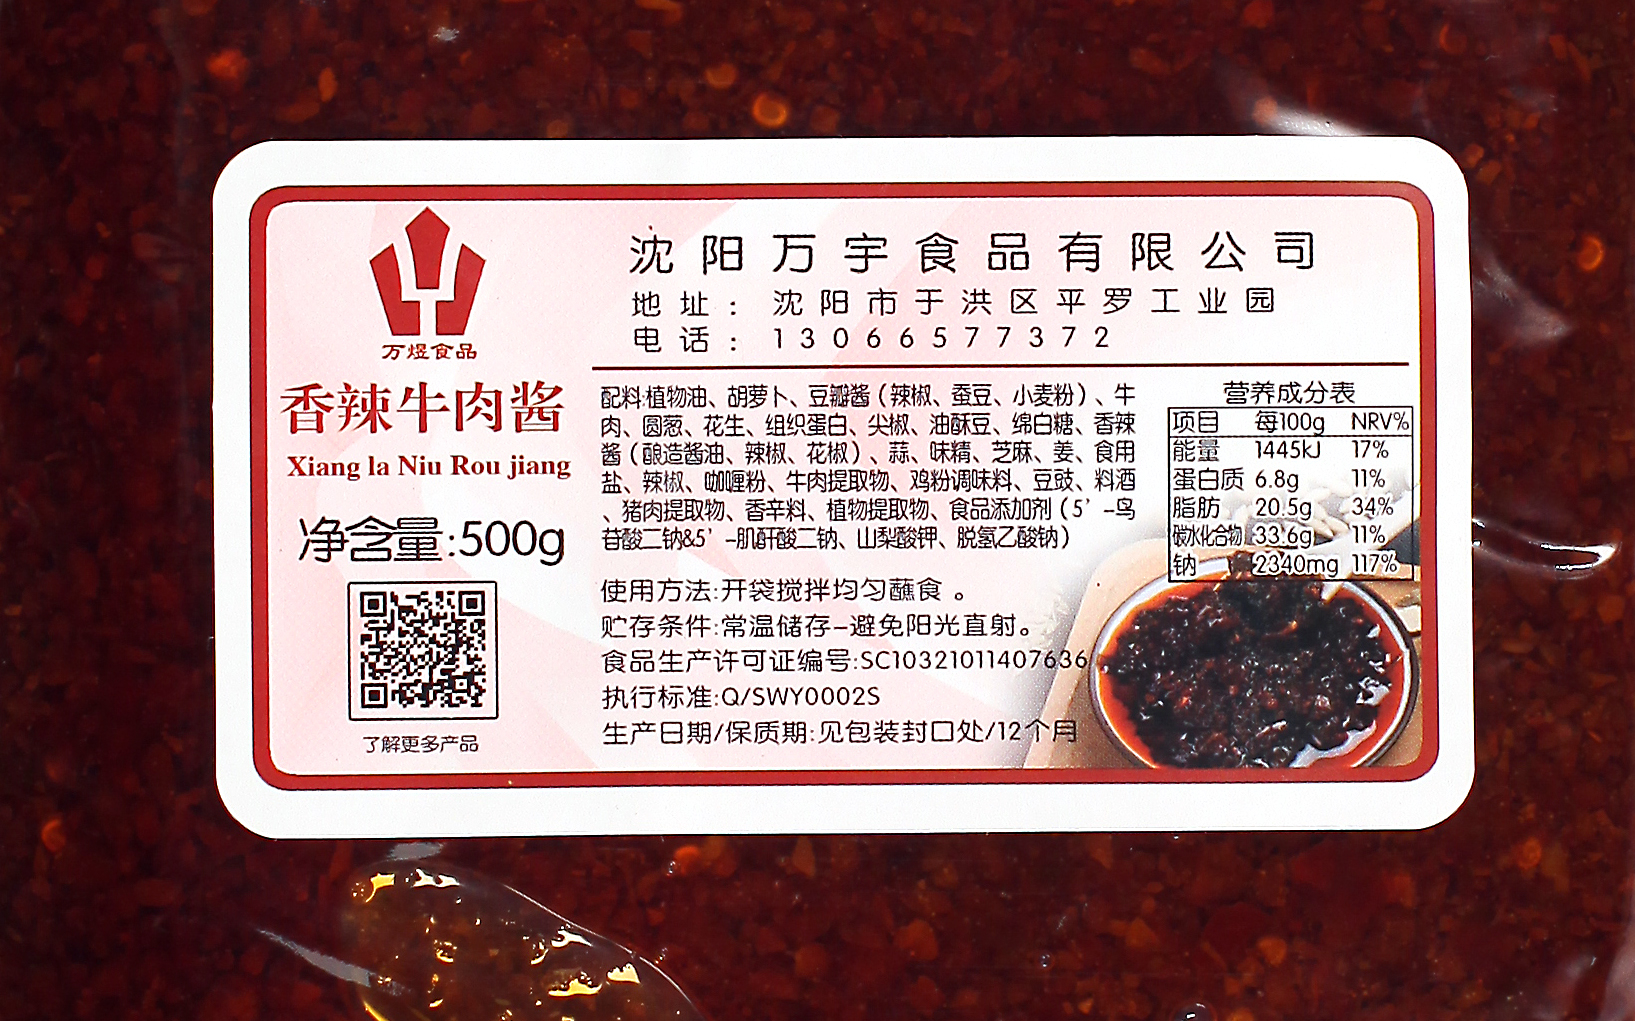 万煜食品
香辣牛肉酱
Xiang la Niu Rou jiang
净含量:500g
了解更多产品
沈阳万宇食品有限公司
地址：沈阳市于洪区平罗工业园
电话：13066577372
配料:植物油、胡萝卜、豆瓣酱（辣椒、蚕豆、小麦粉）、牛
肉、圆葱、花生、组织蛋白、尖椒、油酥豆、绵白糖、香辣
酱（酿造酱油、辣椒、花椒）、蒜、味精、芝麻、姜、食用
盐、辣椒、咖喱粉、牛肉提取物、鸡粉调味料、豆豉、料酒
、猪肉提取物、香辛料、植物提取物、食品添加剂（5’-鸟
苷酸二钠&5’-肌酐酸二钠、山梨酸钾、脱氢乙酸钠）
使用方法:开袋搅拌均匀蘸食 。
贮存条件:常温储存-避免阳光直射。
食品生产许可证编号:SC10321011407636
执行标准:Q/SWY0002S
生产日期/保质期:见包装封口处/12个月
营养成分表
项目 每100g NRV%
能量 1445kJ 17%
蛋白质 6.8g 11%
脂肪 20.5g 34%
碳水化合物 33.6g 11%
钠 2340mg 117%